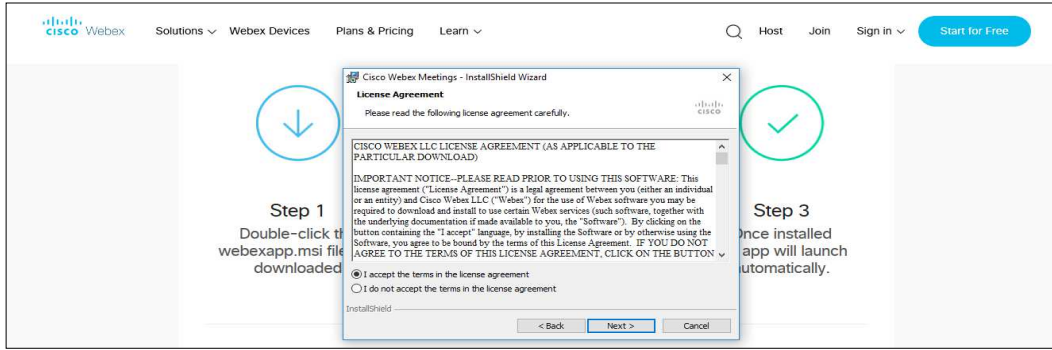 CISCO Webex Solutions Webex Devices Plans & Pricing Learn Host Join Sign in Start for Free
Cisco Webex Meetings - InstallShield Wizard
License Agreement
Please read the following license agreement carefully.
CISCO
CISCO WEBEX LLC LICENSE AGREEMENT (AS APPLICABLE TO THE
PARTICULAR DOWNLOAD)
IMPORTANT NOTICE--PLEASE READ PRIOR TO USING THIS SOFTWARE: This
license agreement ("License Agreement") is a legal agreement between you (either an individual
or an entity) and Cisco Webex LLC ("Webex") for the use of Webex software you may be
required to download and install to use certain Webex services (such software, together with
the underlying documentation if made available to you, the "Software"). By clicking on the
button containing the "I accept" language, by installing the Software or by otherwise using the
Software, you agree to be bound by the terms of this License Agreement. IF YOU DO NOT
AGREE TO THE TERMS OF THIS LICENSE AGREEMENT, CLICK ON THE BUTTON
I accept the terms in the license agreement
I do not accept the terms in the license agreement
InstallShield
< Back Next > Cancel
Step 1
Double-click
webexapp.msi
downloaded
Step 3
installed
app will launch
automatically.